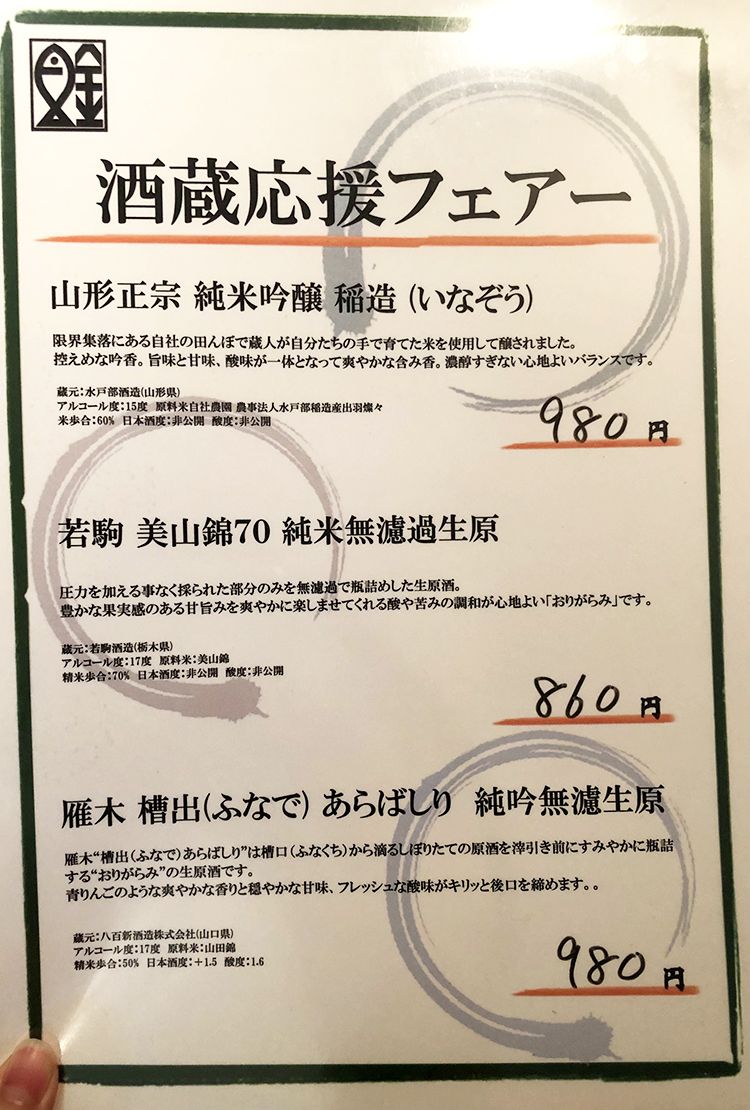 酒蔵応援フェアー
山形正宗 純米吟醸 稲造 (いなぞう)
限界集落にある自社の田んぼで蔵人が自分たちの手で育てた米を使用して醸されました。
控えめな吟香。旨味と甘味、酸味が一体となって爽やかな含み香。濃醇すぎない心地よいバランスです。
蔵元:水戸部酒造(山形県)
アルコール度:15度 原料米自社農園 農事法人水戸部稲造産出羽燦々
米歩合:60% 日本酒度:非公開 酸度:非公開
980円
若駒 美山錦70 純米無濾過生原
圧力を加える事なく採られた部分のみを無濾過で瓶詰めした生原酒。
豊かな果実感のある甘旨みを爽やかに楽しませてくれる酸や苦みの調和が心地よい「おりがらみ」です。
蔵元:若駒酒造(栃木県)
アルコール度:17度 原料米:美山錦
精米歩合:70% 日本酒度:非公開 酸度:非公開
860円
雁木 槽出(ふなで) あらばしり 純吟無濾生原
雁木“槽出(ふなで)あらばしり”は槽口(ふなくち)から滴るしぼりたての原酒を滓引き前にすみやかに瓶詰
する“おりがらみ”の生原酒です。
青りんごのような爽やかな香りと穏やかな甘味、フレッシュな酸味がキリッと後口を締めます。。
蔵元:八百新酒造株式会社(山口県)
アルコール度:17度 原料米:山田錦
精米歩合:50% 日本酒度:+1.5 酸度:1.6
980円